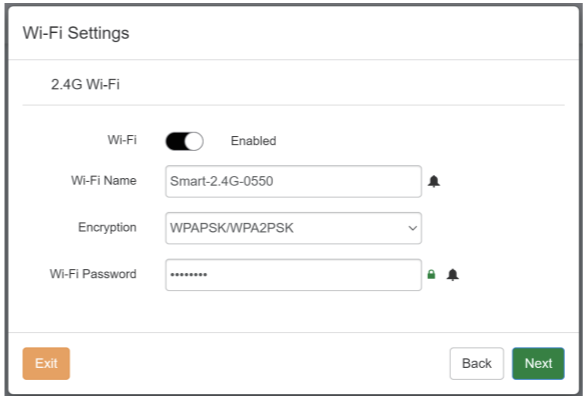 Wi-Fi Settings
2.4G Wi-Fi
Wi-Fi Enabled
Wi-Fi Name Smart-2.4G-0550
Encryption WPAPSK/WPA2PSK
Wi-Fi Password ••••••••
Exit Back Next